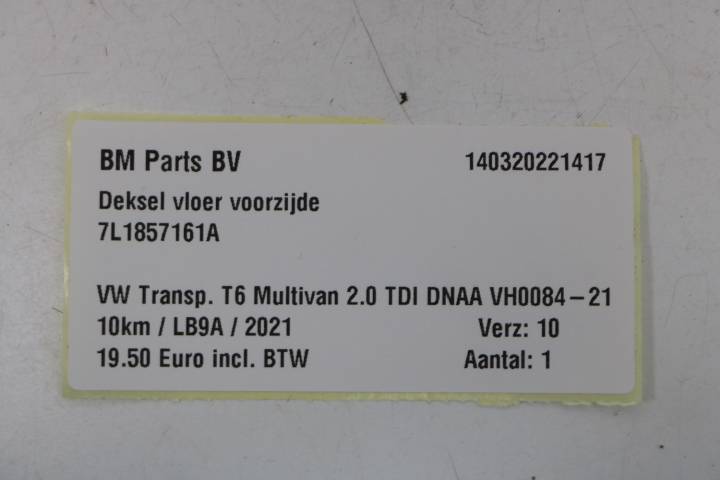 BM Parts BV 140320221417
Deksel vloer voorzijde
7L1857161A
VW Transp. T6 Multivan 2.0 TDI DNAA VH0084-21
10km / LB9A / 2021 Verz: 10
19.50 Euro incl. BTW Aantal: 1